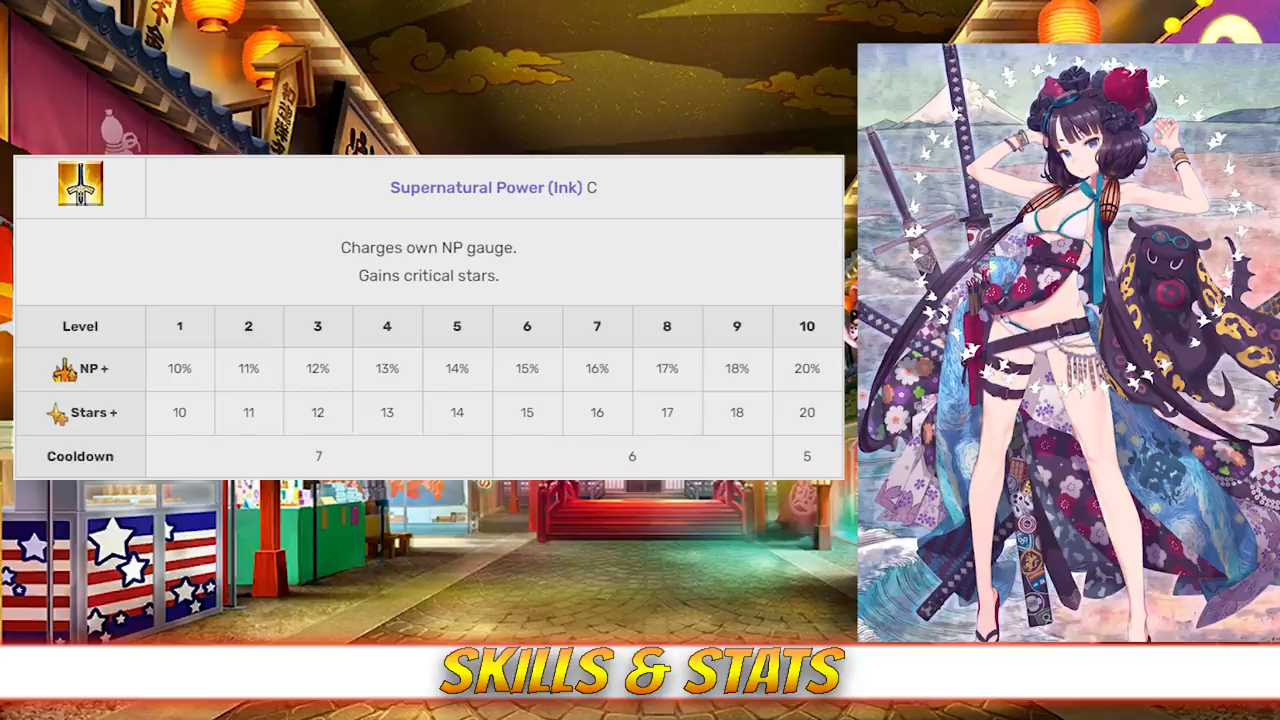 Supernatural Power (Ink) C
Charges own NP gauge.
Gains critical stars.
Level 1 2 3 4 5 6 7 8 9 10
NP + 10% 11% 12% 13% 14% 15% 16% 17% 18% 20%
Stars + 10 11 12 13 14 15 16 17 18 20
Cooldown 7 6 5
SKILLS & STATS